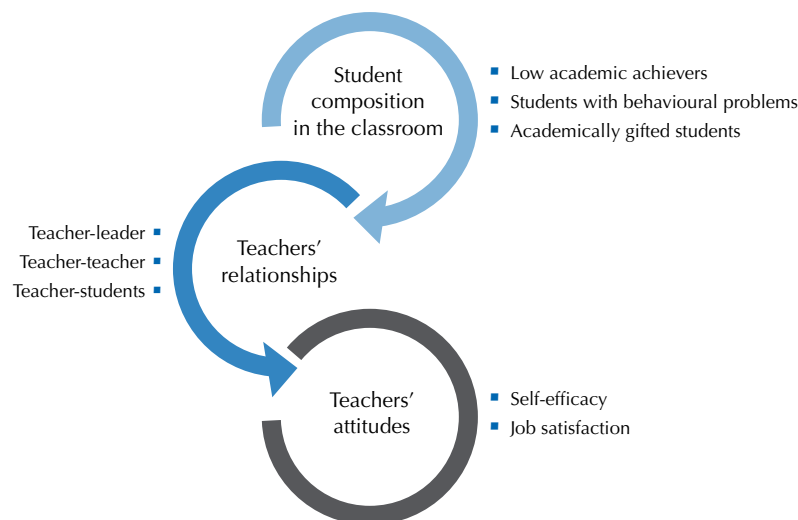 Student
composition
in the classroom
Low academic achievers
Students with behavioural problems
Academically gifted students
Teacher-leader
Teacher-teacher
Teacher-students
Teachers’
relationships
Teachers’
attitudes
Self-efficacy
Job satisfaction